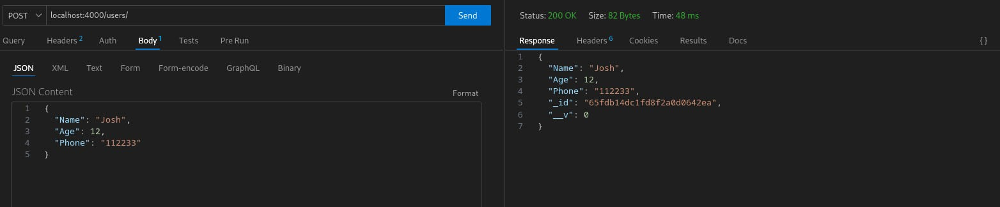 POST localhost:4000/users/ Send
Query Headers 2 Auth Body 1 Tests Pre Run
JSON XML Text Form Form-encode GraphQL Binary
JSON Content Format
1 {
2 "Name": "Josh",
3 "Age": 12,
4 "Phone": "112233"
5 }
Status: 200 OK Size: 82 Bytes Time: 48 ms
Response Headers 6 Cookies Results Docs {}
1 {
2 "Name": "Josh",
3 "Age": 12,
4 "Phone": "112233",
5 "_id": "65fdb14dc1fd8f2a0d0642ea",
6 "__v": 0
7 }